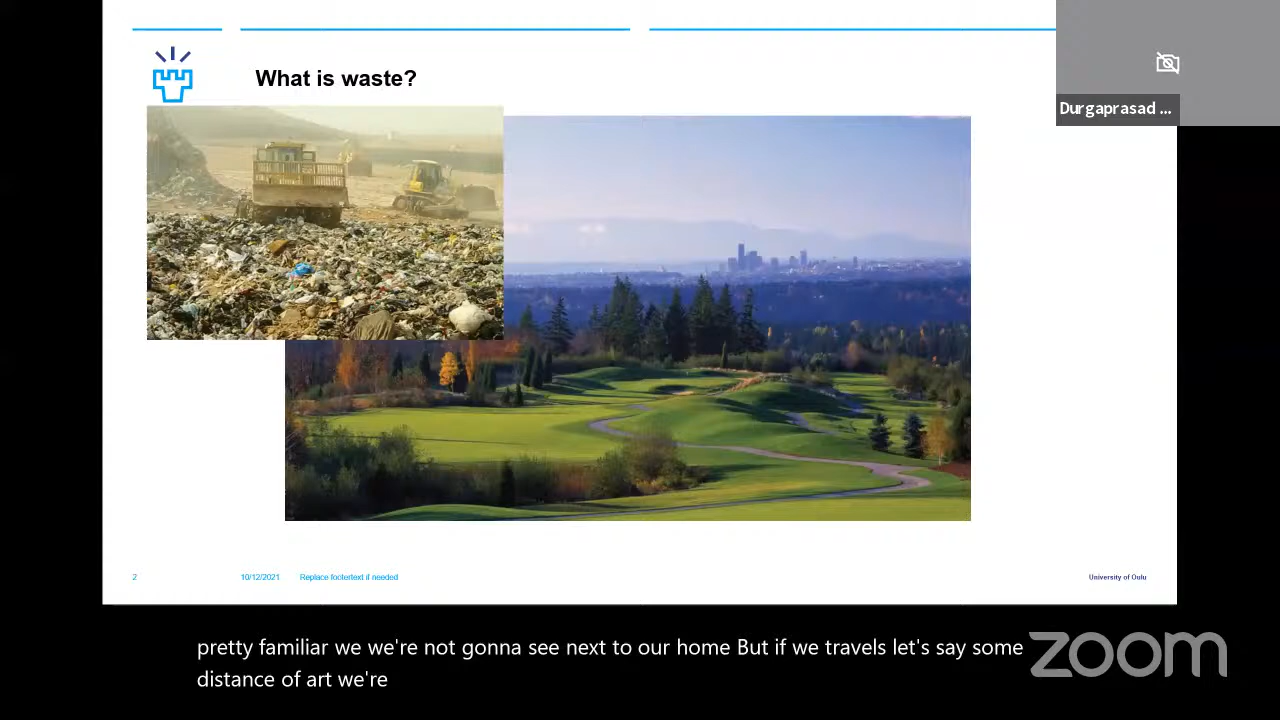 What is waste?
Durgaprasad ...
2
10/12/2021
Replace footertext if needed
University of Oulu
pretty familiar we we're not gonna see next to our home But if we travels let's say some
distance of art we're
zoom